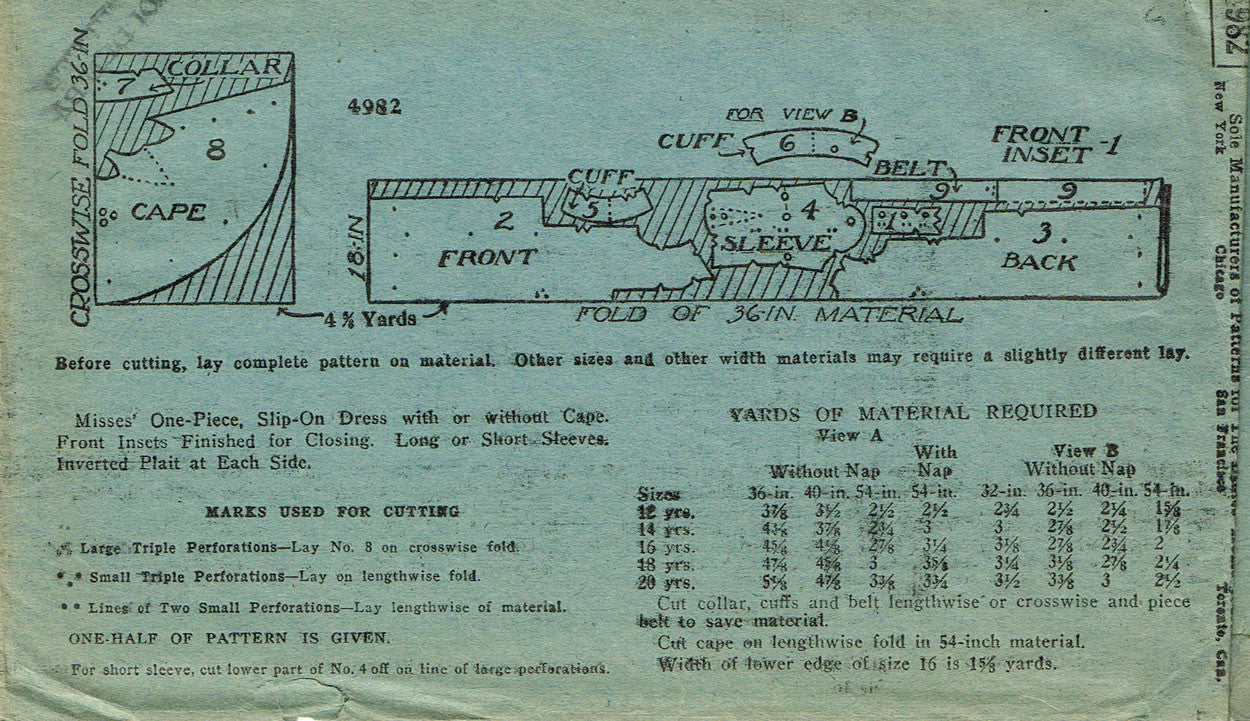 CROSSWISE FOLD 36-IN
7 COLLAR
8
CAPE
4982
FOR VIEW B
CUFF 6
FRONT
INSET -1
BELT
CUFF
5
9 9
2
4
1
3
18-IN
FRONT
SLEEVE
BACK
FOLD OF 36-IN. MATERIAL
Yards
Before cutting, lay complete pattern on material. Other sizes and other width materials may require a slightly different lay.
Misses' One-Piece, Slip-On Dress with or without Cape.
Front Insets Finished for Closing. Long or Short Sleeves.
Inverted Plait at Each Side.
MARKS USED FOR CUTTING
Large Triple Perforations—Lay No. 8 on crosswise fold.
Small Triple Perforations—Lay on lengthwise fold.
Lines of Two Small Perforations—Lay lengthwise of material.
ONE-HALF OF PATTERN IS GIVEN.
For short sleeve, cut lower part of No. 4 off on line of large perforations.
YARDS OF MATERIAL REQUIRED
View A
With View B
Without Nap Nap Without Nap
Sizes 36-in. 40-in. 54-in. 54-in. 32-in. 36-in. 40-in. 54-in.
12 yrs. 3⅞ 3½ 2½ 2½ 2¾ 2½ 2¼ 1⅝
14 yrs. 4⅜ 3⅞ 2¾ 3 3 2⅞ 2½ 1⅞
16 yrs. 4⅝ 2⅞ 3¼ 3⅛ 2⅞ 2¾ 2
18 yrs. 4⅞ 4⅝ 3 3⅝ 3¼ 3⅛ 2⅞ 2¼
20 yrs. 5⅛ 4⅞ 3⅜ 3¾ 3½ 3⅜ 3 2½
Cut collar, cuffs and belt lengthwise or crosswise and piece
belt to save material.
Cut cape on lengthwise fold in 54-inch material.
Width of lower edge of size 16 is 1⅝ yards.
982
Sole Manufacturers of Patterns for
New York Chicago San Francisco Toronto, Can.